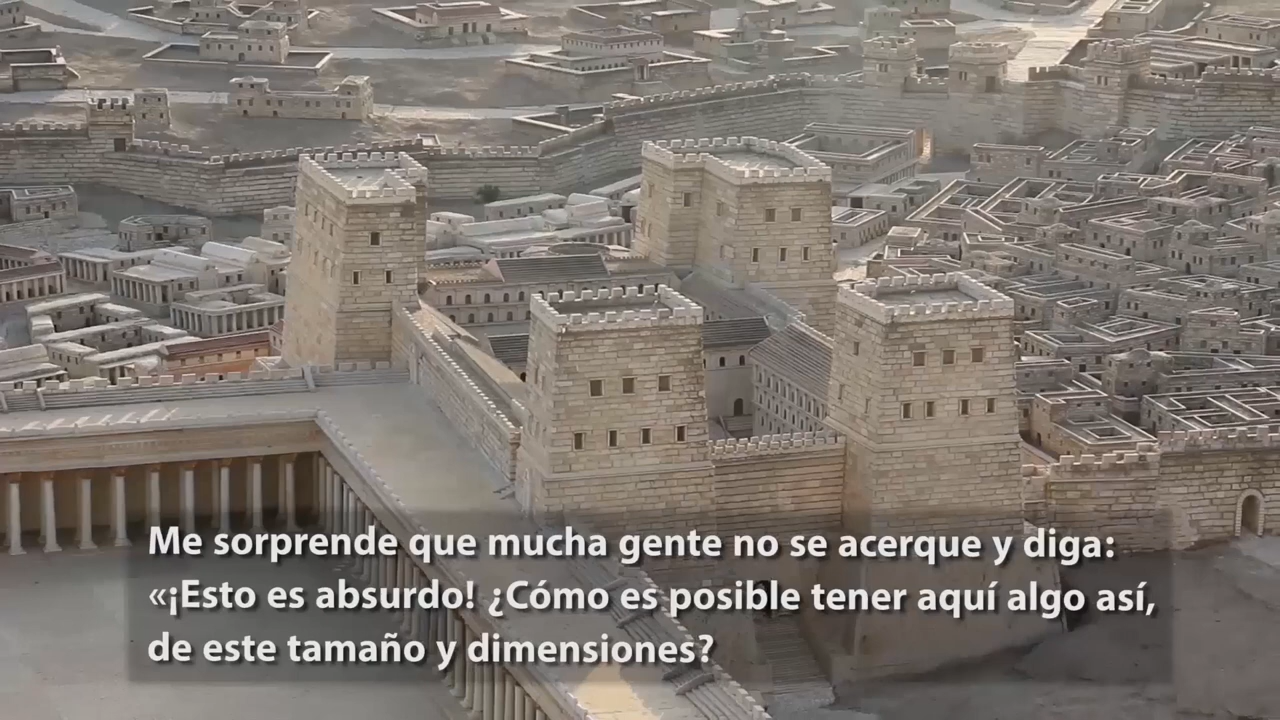 Me sorprende que mucha gente no se acerque y diga:
«¡Esto es absurdo! ¿Cómo es posible tener aquí algo así,
de este tamaño y dimensiones?